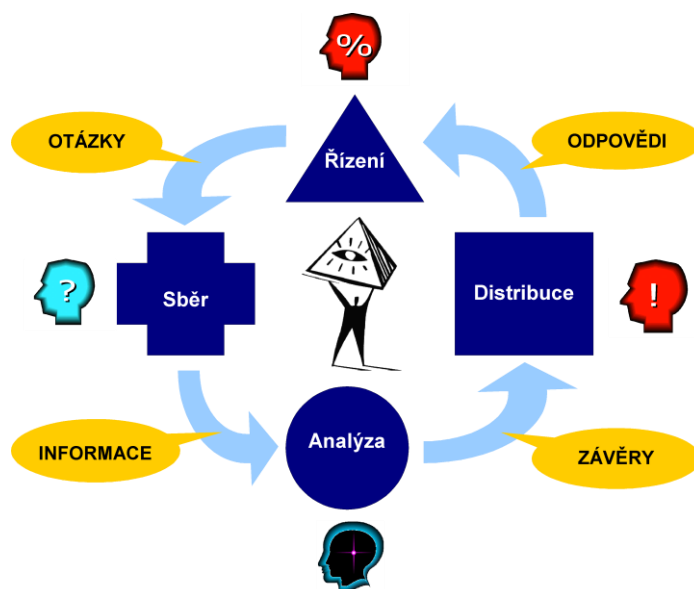 %
OTÁZKY
ODPOVĚDI
Řízení
?
Sběr
Distribuce
!
INFORMACE
Analýza
ZÁVĚRY